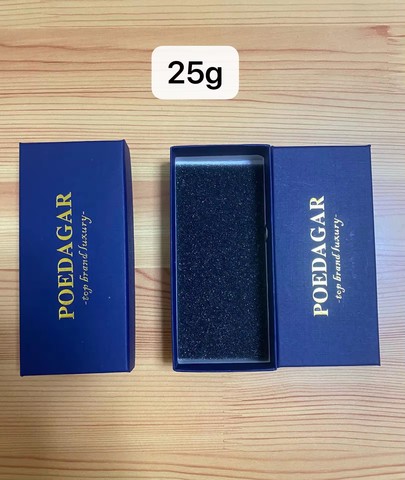 25g
POEDAGAR
-top brand luxury-
POEDAGAR
-top brand luxury-